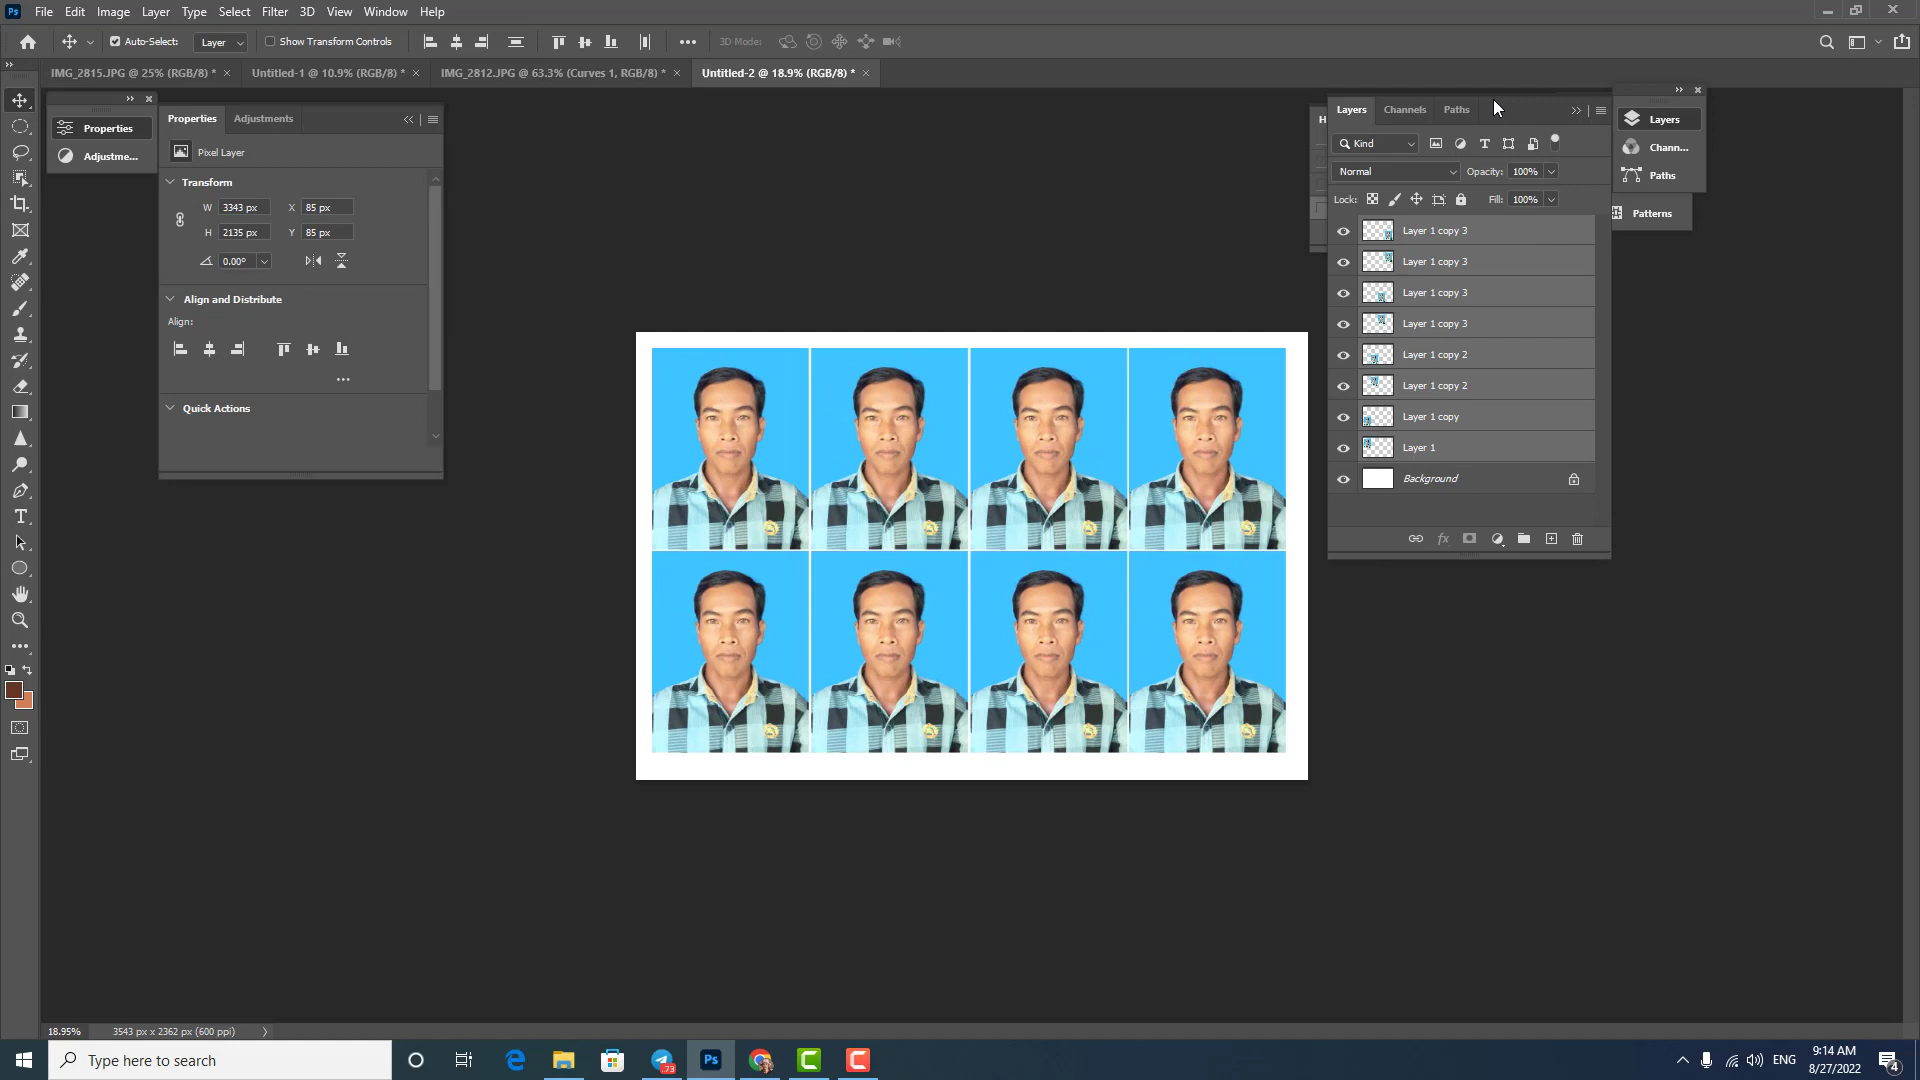 Ps File Edit Image Layer Type Select Filter 3D View Window Help
Auto-Select: Layer Show Transform Controls 3D Mode:
IMG_2815.JPG @ 25% (RGB/8) * × Untitled-1 @ 10.9% (RGB/8) * × IMG_2812.JPG @ 63.3% (Curves 1, RGB/8) * × Untitled-2 @ 18.9% (RGB/8) * ×
Properties
Adjustme...
Properties Adjustments
Pixel Layer
Transform
W 3343 px X 85 px
H 2135 px Y 85 px
0.00°
Align and Distribute
Align:
Quick Actions
H
Layers Channels Paths
Kind
Normal Opacity: 100%
Lock: Fill: 100%
Layer 1 copy 3
Layer 1 copy 3
Layer 1 copy 3
Layer 1 copy 3
Layer 1 copy 2
Layer 1 copy 2
Layer 1 copy
Layer 1
Background
fx
Layers
Chann...
Paths
Patterns
18.95% 3543 px x 2362 px (600 ppi)
Type here to search
.73
Ps
ENG
9:14 AM
8/27/2022
4